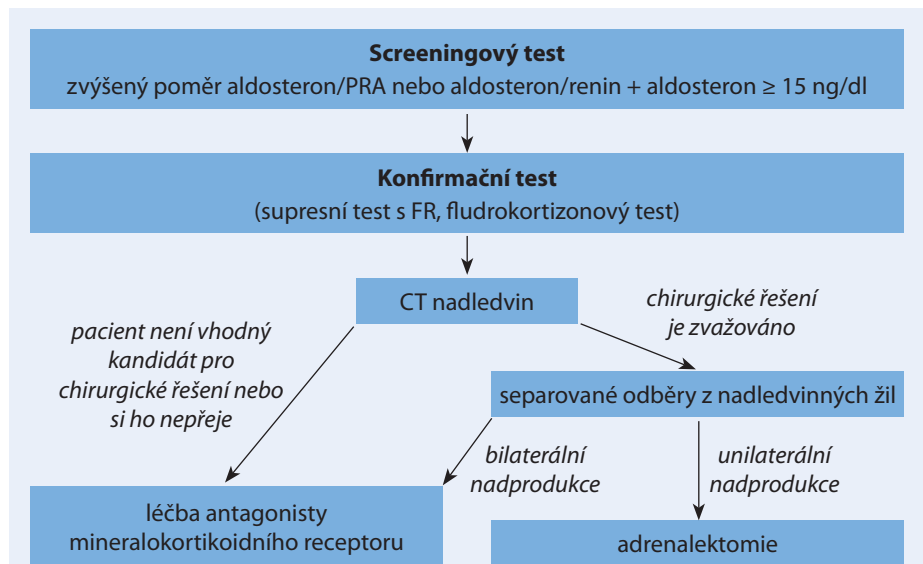 Screeningový test
zvýšený poměr aldosteron/PRA nebo aldosteron/renin + aldosteron ≥ 15 ng/dl
Konfirmační test
(supresní test s FR, fludrokortizonový test)
CT nadledvin
chirurgické řešení
je zvažováno
pacient není vhodný
kandidát pro
chirurgické řešení nebo
si ho nepřeje
separované odběry z nadledvinných žil
bilaterální
nadprodukce
unilaterální
nadprodukce
léčba antagonisty
mineralokortikoidního receptoru
adrenalektomie